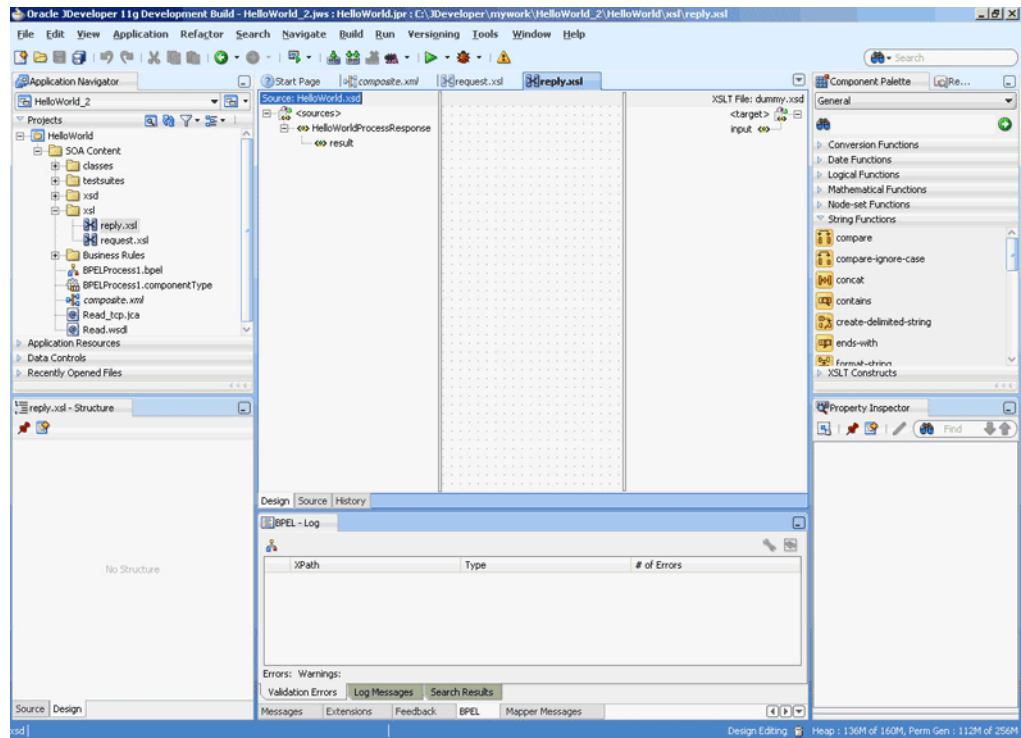 Oracle JDeveloper 11g Development Build - HelloWorld_2.jws : HelloWorld.jpr : C:\JDeveloper\mywork\HelloWorld_2\HelloWorld\xsl\reply.xsl
File Edit View Application Refactor Search Navigate Build Run Versioning Tools Window Help
Search
Application Navigator
HelloWorld_2
Projects
HelloWorld
SOA Content
classes
testsuites
xsd
xsl
reply.xsl
request.xsl
Business Rules
BPELProcess1.bpel
BPELProcess1.componentType
composite.xml
Read_tcp.jca
Read.wsdl
Application Resources
Data Controls
Recently Opened Files
reply.xsl - Structure
No Structure
Source Design
Start Page composite.xml request.xsl reply.xsl
Source: HelloWorld.xsd
<sources>
HelloWorldProcessResponse
result
XSLT File: dummy.xsd
<target>
input
Design Source History
BPEL - Log
XPath Type # of Errors
Errors: Warnings:
Validation Errors Log Messages Search Results
Messages Extensions Feedback BPEL Mapper Messages
Component Palette Re...
General
Conversion Functions
Date Functions
Logical Functions
Mathematical Functions
Node-set Functions
String Functions
compare
compare-ignore-case
concat
contains
create-delimited-string
ends-with
format-string
XSLT Constructs
Property Inspector
Find
xsd
Design Editing Heap : 136M of 160M, Perm Gen : 112M of 256M